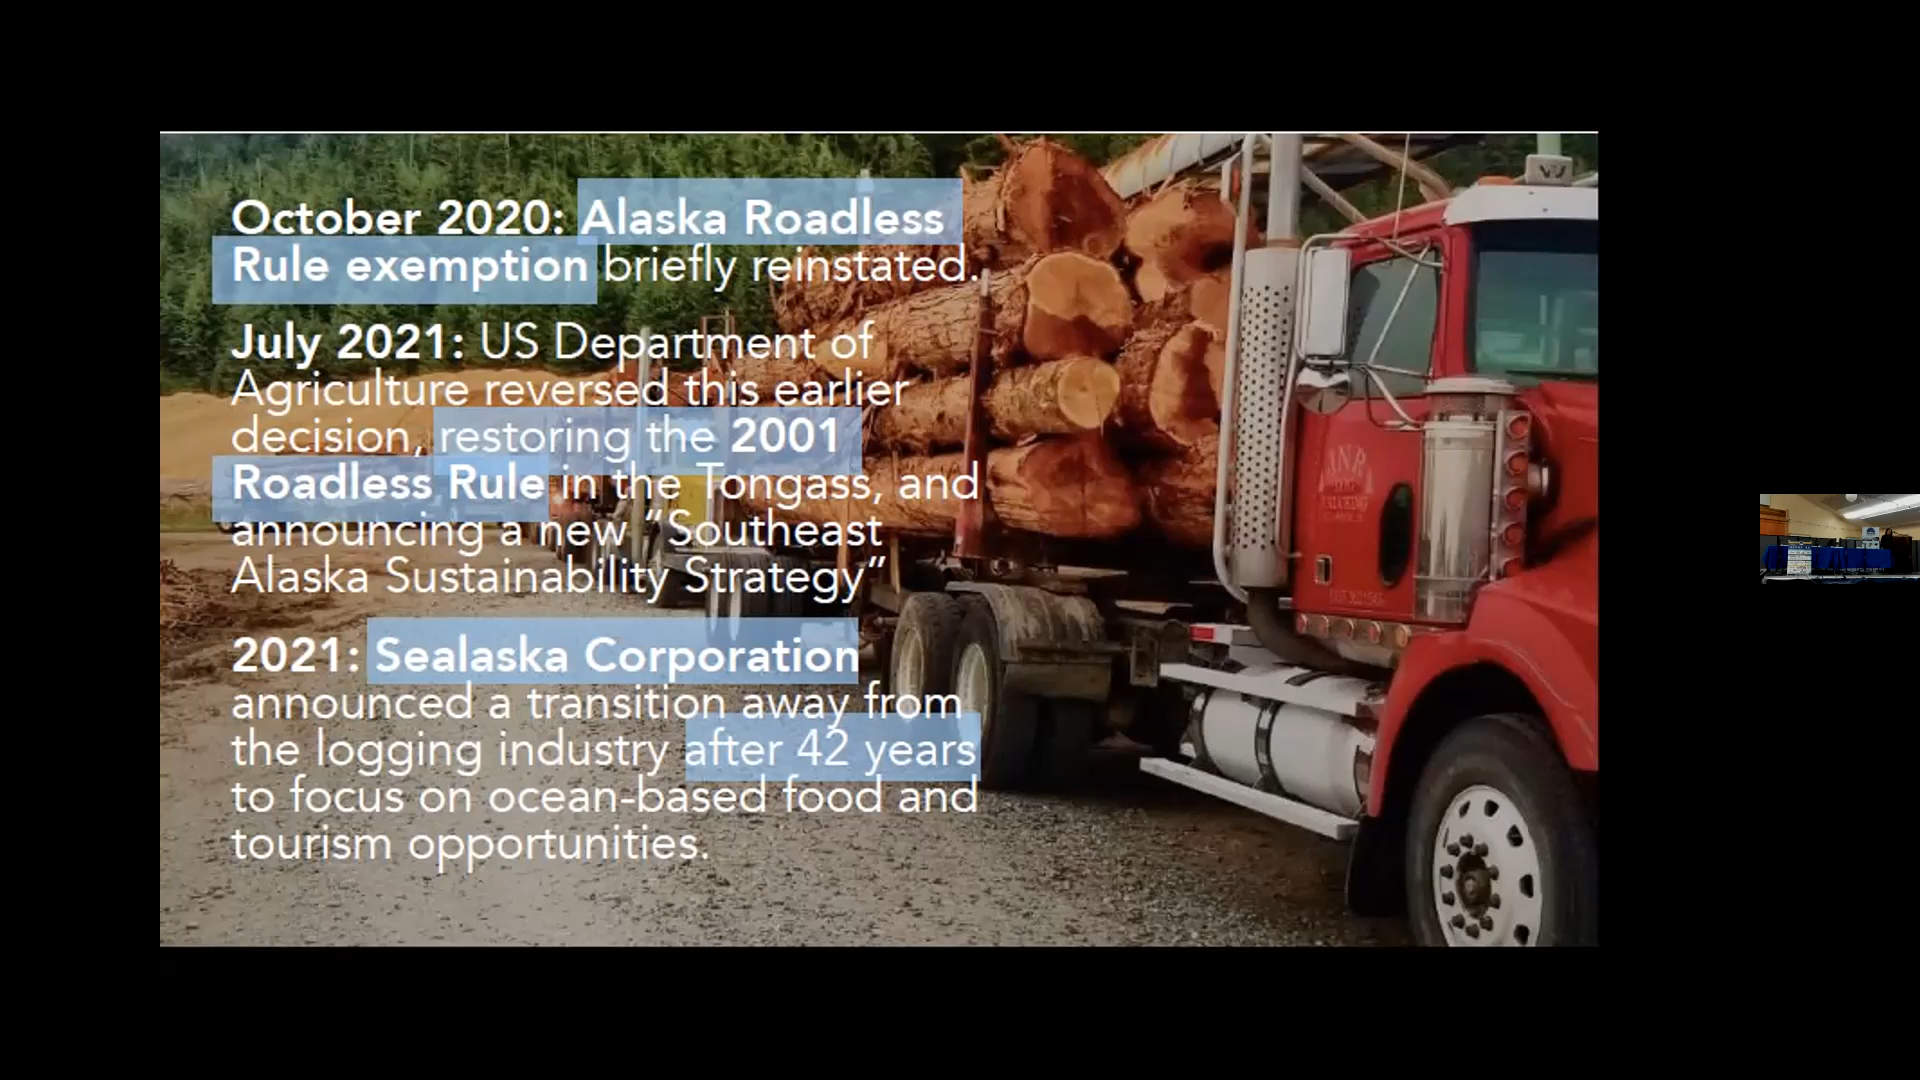 October 2020: Alaska Roadless
Rule exemption briefly reinstated.
July 2021: US Department of
Agriculture reversed this earlier
decision, restoring the 2001
Roadless Rule in the Tongass, and
announcing a new “Southeast
Alaska Sustainability Strategy”
2021: Sealaska Corporation
announced a transition away from
the logging industry after 42 years
to focus on ocean-based food and
tourism opportunities.